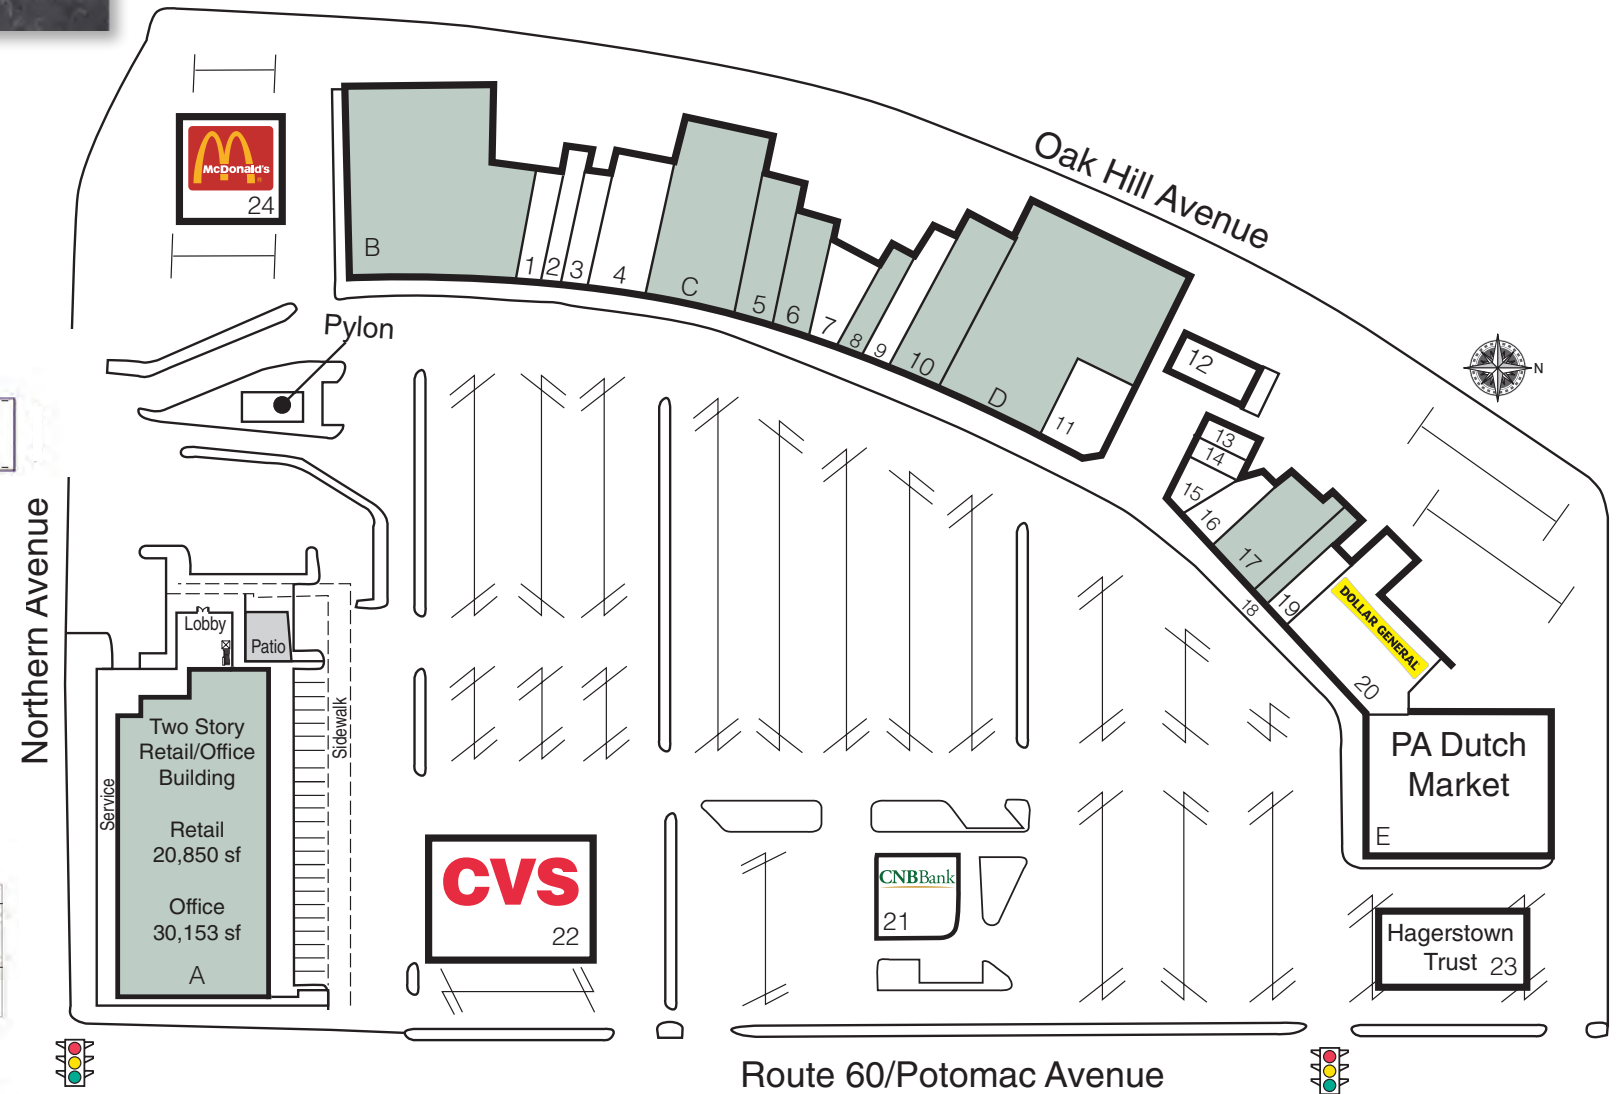 McDonald's
24
B
1
2
3
4
C
5
6
7
8
9
10
D
11
Oak Hill Avenue
12
13
14
15
16
17
18
19
DOLLAR GENERAL
20
N
Pylon
Northern Avenue
Lobby
Patio
Sidewalk
Service
Two Story
Retail/Office
Building
Retail
20,850 sf
Office
30,153 sf
A
CVS
22
CNBBank
21
PA Dutch
Market
E
Hagerstown
Trust 23
Route 60/Potomac Avenue